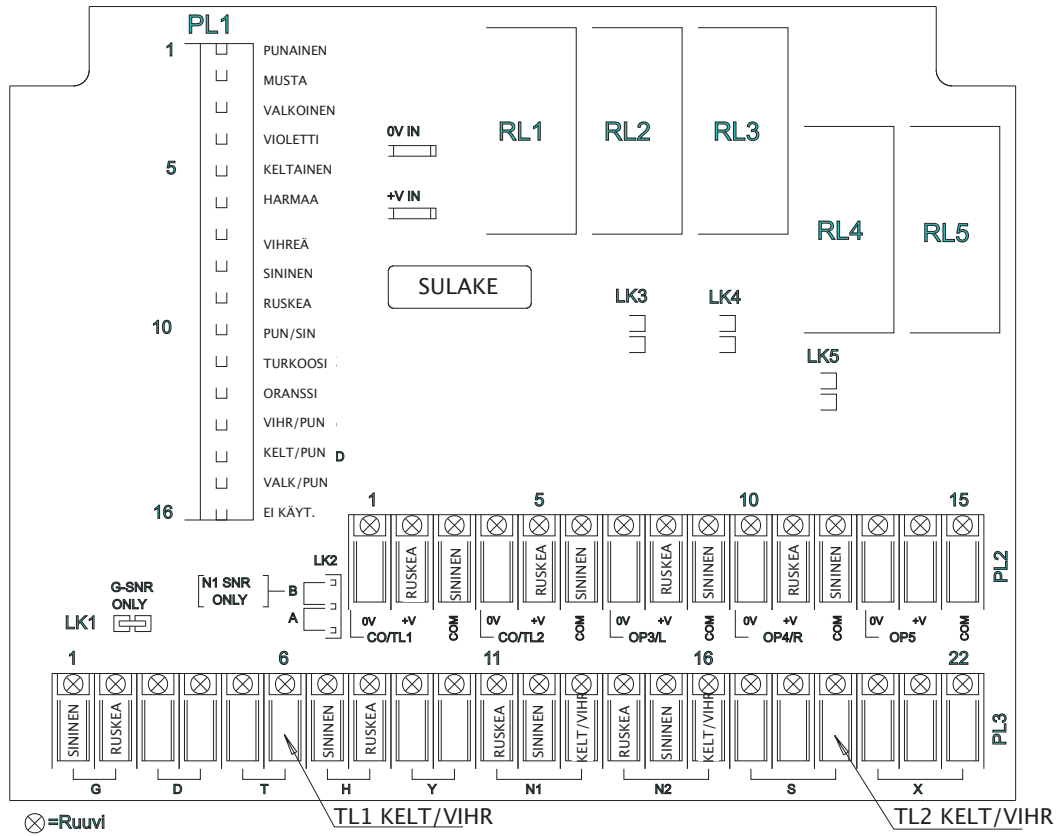 PL1
1 PUNAINEN
MUSTA
VALKOINEN
VIOLETTI
5 KELTAINEN
HARMAA
VIHREÄ
SININEN
RUSKEA
10 PUN/SIN
TURKOOSI
ORANSSI
VIHR/PUN
KELT/PUN D
VALK/PUN
16 EI KÄYT.
0V IN
+V IN
SULAKE
RL1 RL2 RL3
RL4 RL5
LK3 LK4
LK5
1 5 10 15
RUSKEA SININEN RUSKEA SININEN RUSKEA SININEN RUSKEA SININEN
PL2
LK2
G-SNR
ONLY
LK1
N1 SNR
ONLY
B
A
0V +V COM 0V +V COM 0V +V COM 0V +V COM 0V +V COM
CO/TL1 CO/TL2 OP3/L OP4/R OP5
1 6 11 16 22
SININEN RUSKEA SININEN RUSKEA RUSKEA SININEN KELT/VIHR RUSKEA SININEN KELT/VIHR
PL3
G D T H Y N1 N2 S X
TL1 KELT/VIHR TL2 KELT/VIHR
=Ruuvi